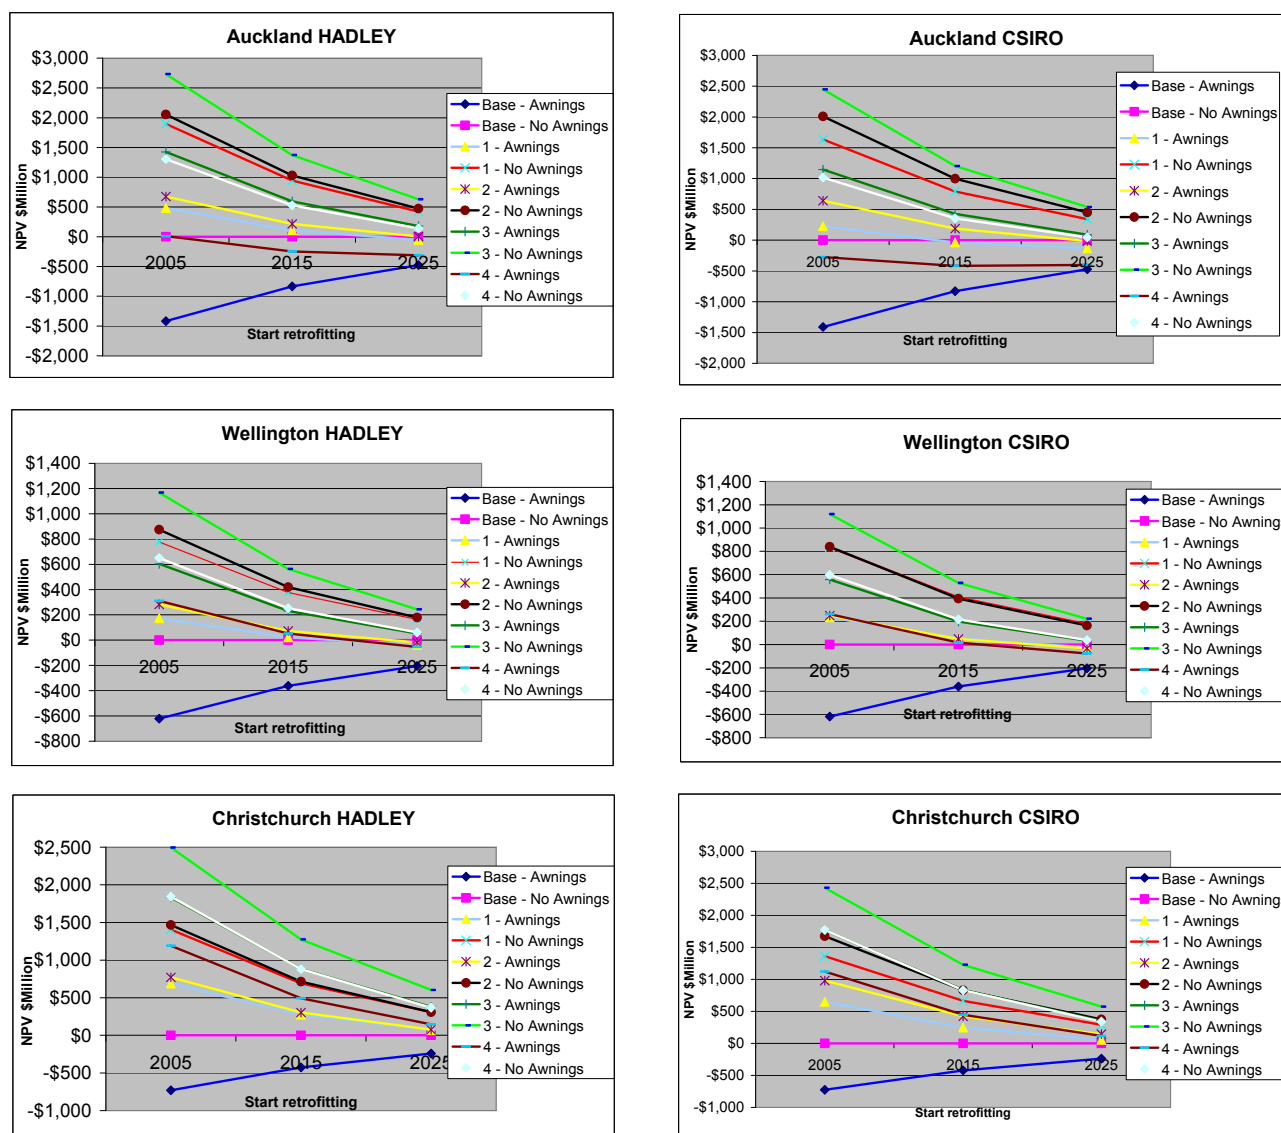 Auckland HADLEY
NPV $Million
$3,000
$2,500
$2,000
$1,500
$1,000
$500
$0
-$500
-$1,000
-$1,500
-$2,000
2005
2015
2025
Start retrofitting
Base - Awnings
Base - No Awnings
1 - Awnings
1 - No Awnings
2 - Awnings
2 - No Awnings
3 - Awnings
3 - No Awnings
4 - Awnings
4 - No Awnings
Auckland CSIRO
NPV $Million
$3,000
$2,500
$2,000
$1,500
$1,000
$500
$0
-$500
-$1,000
-$1,500
-$2,000
2005
2015
2025
Start retrofitting
Base - Awnings
Base - No Awnings
1 - Awnings
1 - No Awnings
2 - Awnings
2 - No Awnings
3 - Awnings
3 - No Awnings
4 - Awnings
4 - No Awnings
Wellington HADLEY
NPV $Million
$1,400
$1,200
$1,000
$800
$600
$400
$200
$0
-$200
-$400
-$600
-$800
2005
2015
2025
Start retrofitting
Base - Awnings
Base - No Awnings
1 - Awnings
1 - No Awnings
2 - Awnings
2 - No Awnings
3 - Awnings
3 - No Awnings
4 - Awnings
4 - No Awnings
Wellington CSIRO
NPV $Million
$1,400
$1,200
$1,000
$800
$600
$400
$200
$0
-$200
-$400
-$600
-$800
2005
2015
2025
Start retrofitting
Base - Awnings
Base - No Awning
1 - Awnings
1 - No Awnings
2 - Awnings
2 - No Awnings
3 - Awnings
3 - No Awnings
4 - Awnings
4 - No Awnings
Christchurch HADLEY
NPV $Million
$2,500
$2,000
$1,500
$1,000
$500
$0
-$500
-$1,000
2005
2015
2025
Start retrofitting
Base - Awnings
Base - No Awnings
1 - Awnings
1 - No Awnings
2 - Awnings
2 - No Awnings
3 - Awnings
3 - No Awnings
4 - Awnings
4 - No Awnings
Christchurch CSIRO
NPV $Million
$3,000
$2,500
$2,000
$1,500
$1,000
$500
$0
-$500
-$1,000
2005
2015
2025
Start retrofitting
Base - Awnings
Base - No Awnings
1 - Awnings
1 - No Awnings
2 - Awnings
2 - No Awnings
3 - Awnings
3 - No Awnings
4 - Awnings
4 - No Awnings